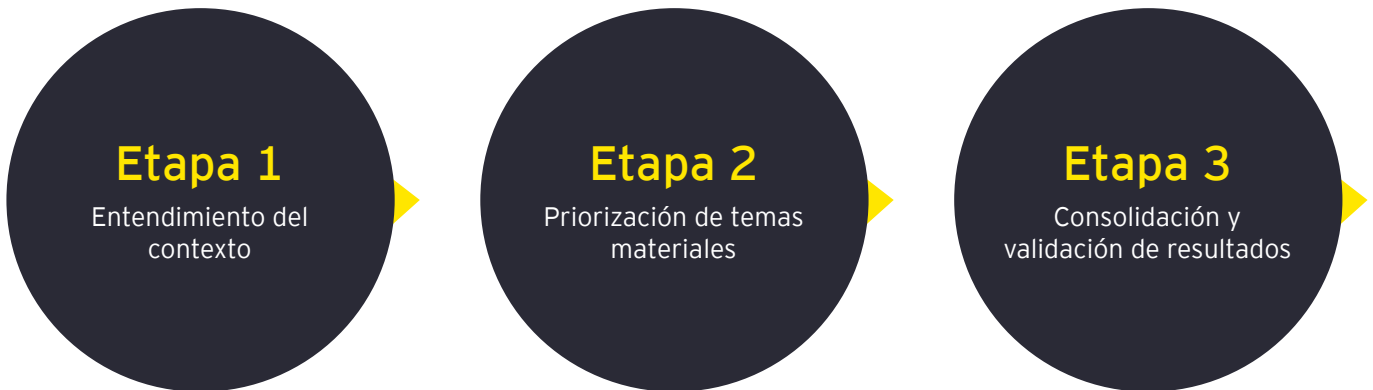 Etapa 1
Entendimiento del
contexto
Etapa 2
Priorización de temas
materiales
Etapa 3
Consolidación y
validación de resultados